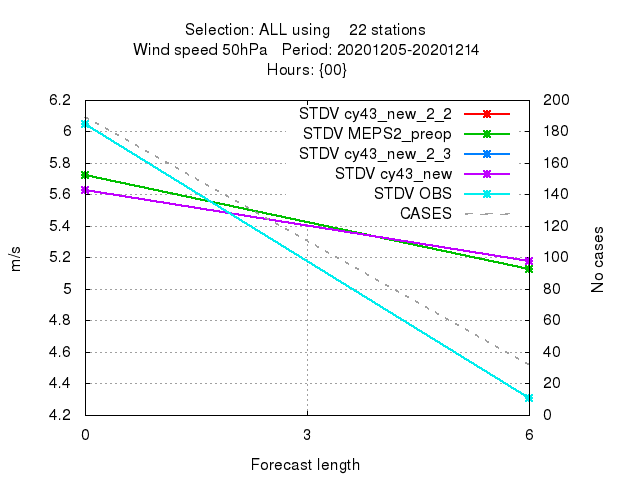 Selection: ALL using    22 stations
Wind speed 50hPa   Period: 20201205-20201214
Hours: {00}
6.2
6
5.8
5.6
5.4
5.2
5
4.8
4.6
4.4
4.2
m/s
STDV cy43_new_2_2
STDV MEPS2_preop
STDV cy43_new_2_3
STDV cy43_new
STDV OBS
CASES
200
180
160
140
120
100
80
60
40
20
0
No cases
0 3 6
Forecast length